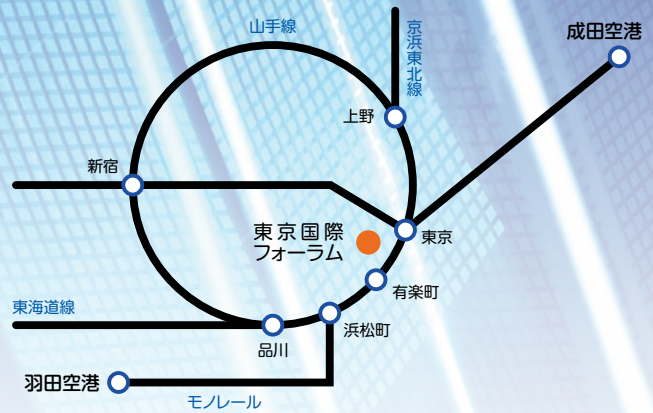 山手線
京浜東北線
成田空港
上野
新宿
東京国際
フォーラム
東京
有楽町
東海道線
浜松町
品川
羽田空港
モノレール